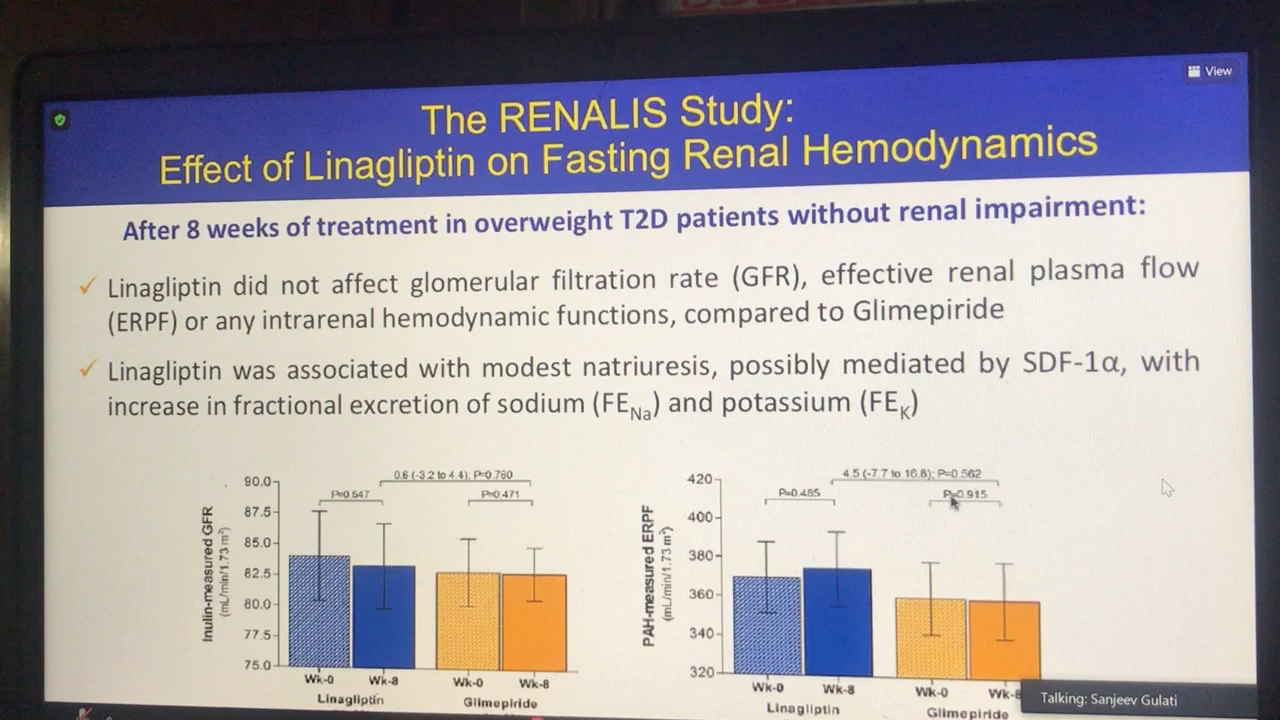 View
The RENALIS Study:
Effect of Linagliptin on Fasting Renal Hemodynamics
After 8 weeks of treatment in overweight T2D patients without renal impairment:
✓ Linagliptin did not affect glomerular filtration rate (GFR), effective renal plasma flow
(ERPF) or any intrarenal hemodynamic functions, compared to Glimepiride
✓ Linagliptin was associated with modest natriuresis, possibly mediated by SDF-1α, with
increase in fractional excretion of sodium (FENa) and potassium (FEK)
Inulin-measured GFR
(mL/min/1.73 m²)
90.0
87.5
85.0
82.5
80.0
77.5
75.0
0.6 (-3.2 to 4.4); P=0.760
P=0.547
P=0.471
Wk-0 Wk-8 Wk-0 Wk-8
Linagliptin Glimepiride
PAH-measured ERPF
(mL/min/1.73 m²)
420
400
380
360
340
320
4.5 (-7.7 to 16.8); P=0.562
P=0.485
P=0.915
Wk-0 Wk-8 Wk-0 Wk-8
Linagliptin Glimepiride
Talking: Sanjeev Gulati